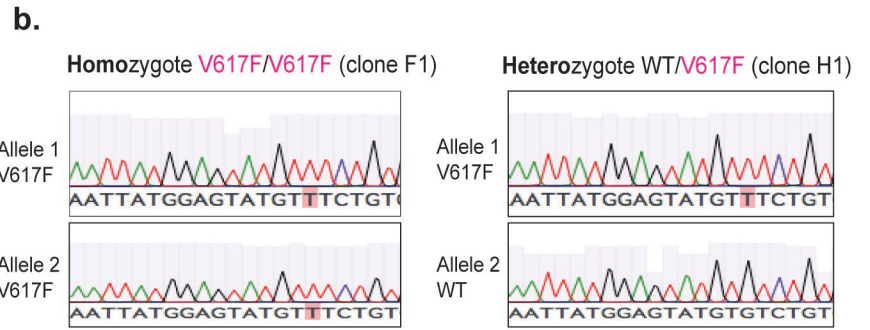 b.
Homozygote V617F/V617F (clone F1)
Heterozygote WT/V617F (clone H1)
Allele 1
V617F
AATTATGGAGTATGTTTCTGT
Allele 1
V617F
AATTATGGAGTATGTTTCTGT
Allele 2
V617F
AATTATGGAGTATGTTTCTGT
Allele 2
WT
AATTATGGAGTATGTGTCTGT